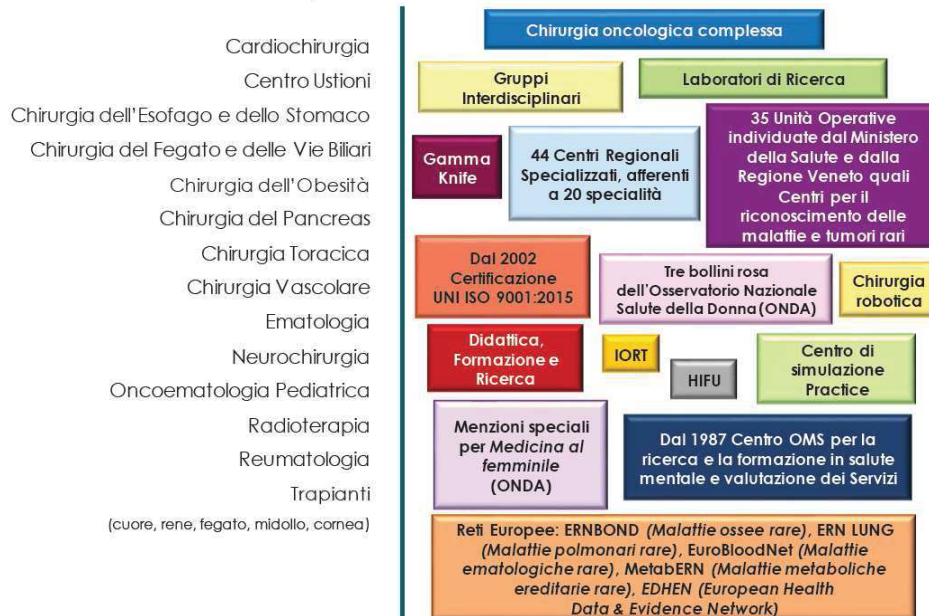 Cardiochirurgia
Centro Ustioni
Chirurgia dell'Esofago e dello Stomaco
Chirurgia del Fegato e delle Vie Biliari
Chirurgia dell'Obesità
Chirurgia del Pancreas
Chirurgia Toracica
Chirurgia Vascolare
Ematologia
Neurochirurgia
Oncoematologia Pediatrica
Radioterapia
Reumatologia
Trapianti
(cuore, rene, fegato, midollo, cornea)
Chirurgia oncologica complessa
Gruppi
Interdisciplinari
Laboratori di Ricerca
Gamma
Knife
44 Centri Regionali
Specializzati, afferenti
a 20 specialità
35 Unità Operative
individuate dal Ministero
della Salute e dalla
Regione Veneto quali
Centri per il
riconoscimento delle
malattie e tumori rari
Dal 2002
Certificazione
UNI ISO 9001:2015
Tre bollini rosa
dell'Osservatorio Nazionale
Salute della Donna (ONDA)
Chirurgia
robotica
Didattica,
Formazione e
Ricerca
IORT
HIFU
Centro di
simulazione
Practice
Menzioni speciali
per Medicina al
femminile
(ONDA)
Dal 1987 Centro OMS per la
ricerca e la formazione in salute
mentale e valutazione dei Servizi
Reti Europee: ERNBOND (Malattie ossee rare), ERN LUNG
(Malattie polmonari rare), EuroBloodNet (Malattie
ematologiche rare), MetabERN (Malattie metaboliche
ereditarie rare), EDHEN (European Health
Data & Evidence Network)